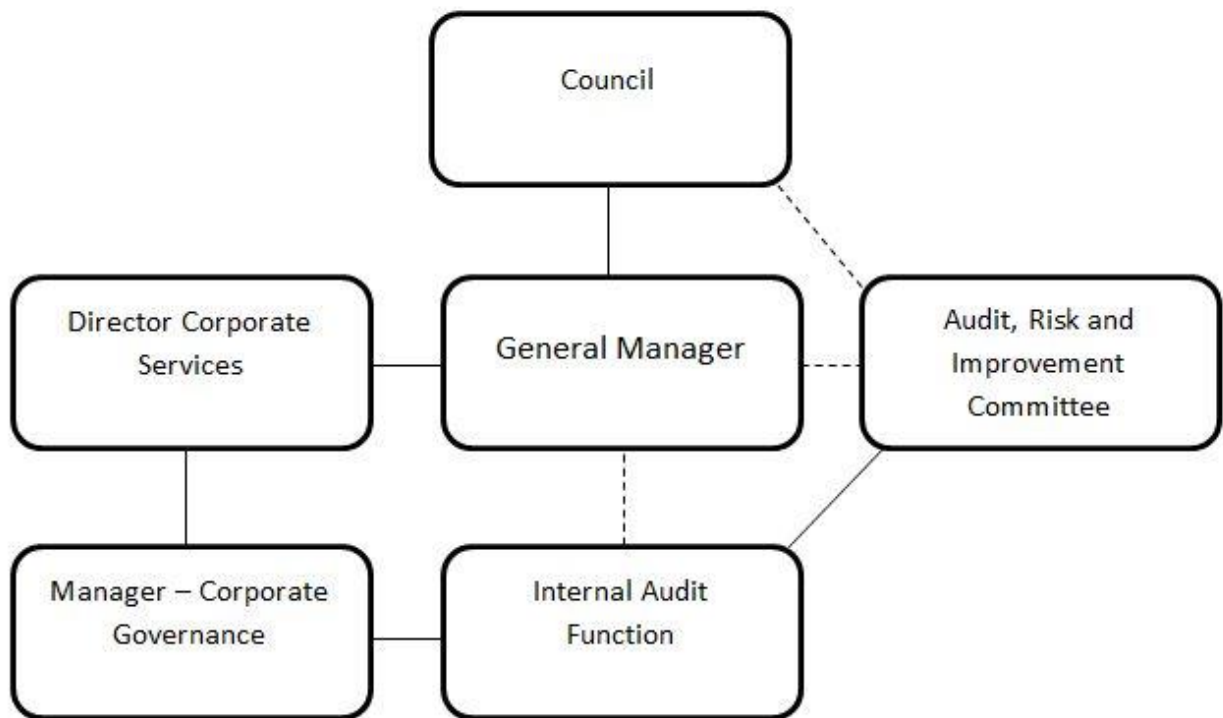 Council
Director Corporate
Services
General Manager
Audit, Risk and
Improvement
Committee
Manager – Corporate
Governance
Internal Audit
Function